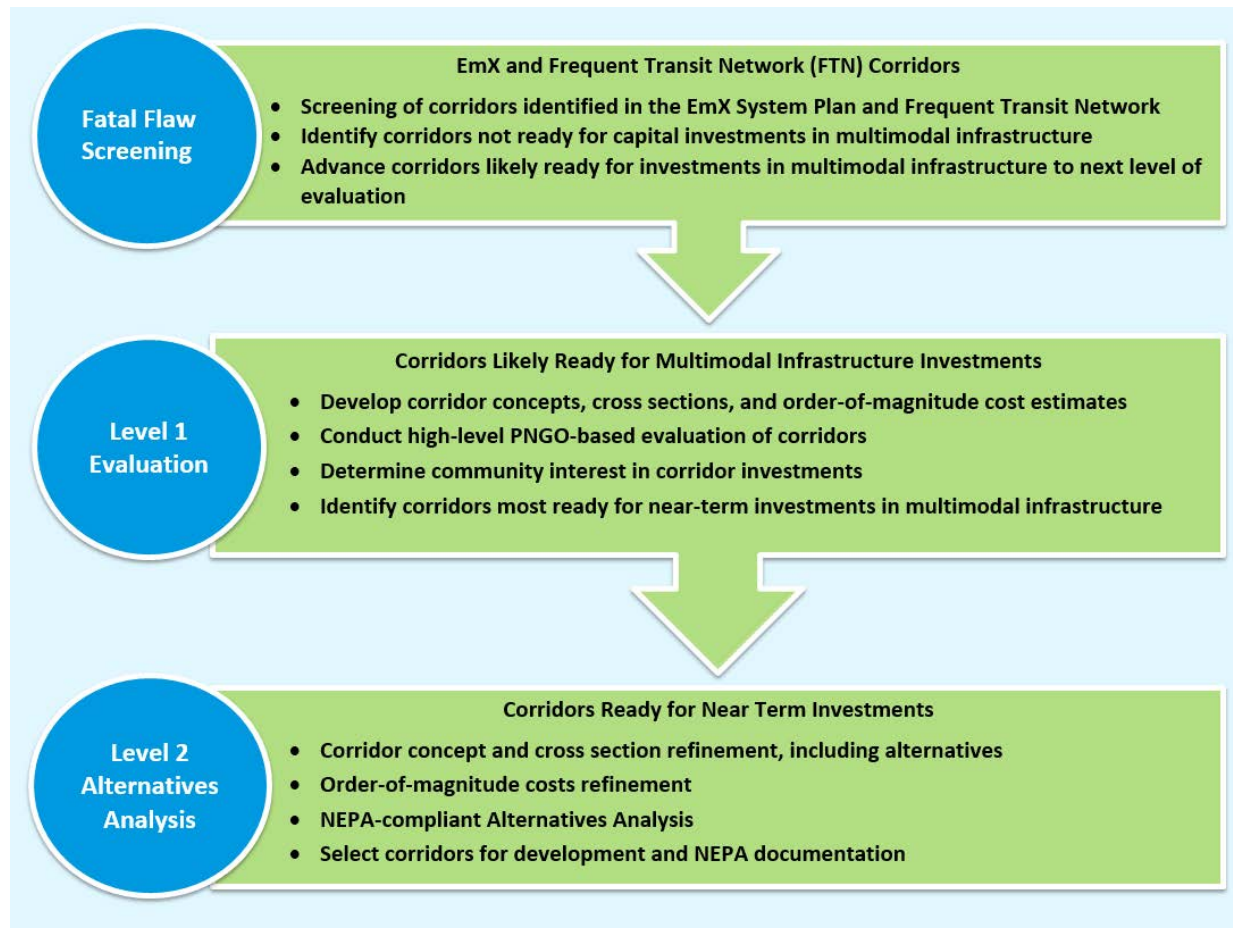 Fatal Flaw
Screening
EmX and Frequent Transit Network (FTN) Corridors
• Screening of corridors identified in the EmX System Plan and Frequent Transit Network
• Identify corridors not ready for capital investments in multimodal infrastructure
• Advance corridors likely ready for investments in multimodal infrastructure to next level of
evaluation
Level 1
Evaluation
Corridors Likely Ready for Multimodal Infrastructure Investments
• Develop corridor concepts, cross sections, and order-of-magnitude cost estimates
• Conduct high-level PNGO-based evaluation of corridors
• Determine community interest in corridor investments
• Identify corridors most ready for near-term investments in multimodal infrastructure
Level 2
Alternatives
Analysis
Corridors Ready for Near Term Investments
• Corridor concept and cross section refinement, including alternatives
• Order-of-magnitude costs refinement
• NEPA-compliant Alternatives Analysis
• Select corridors for development and NEPA documentation